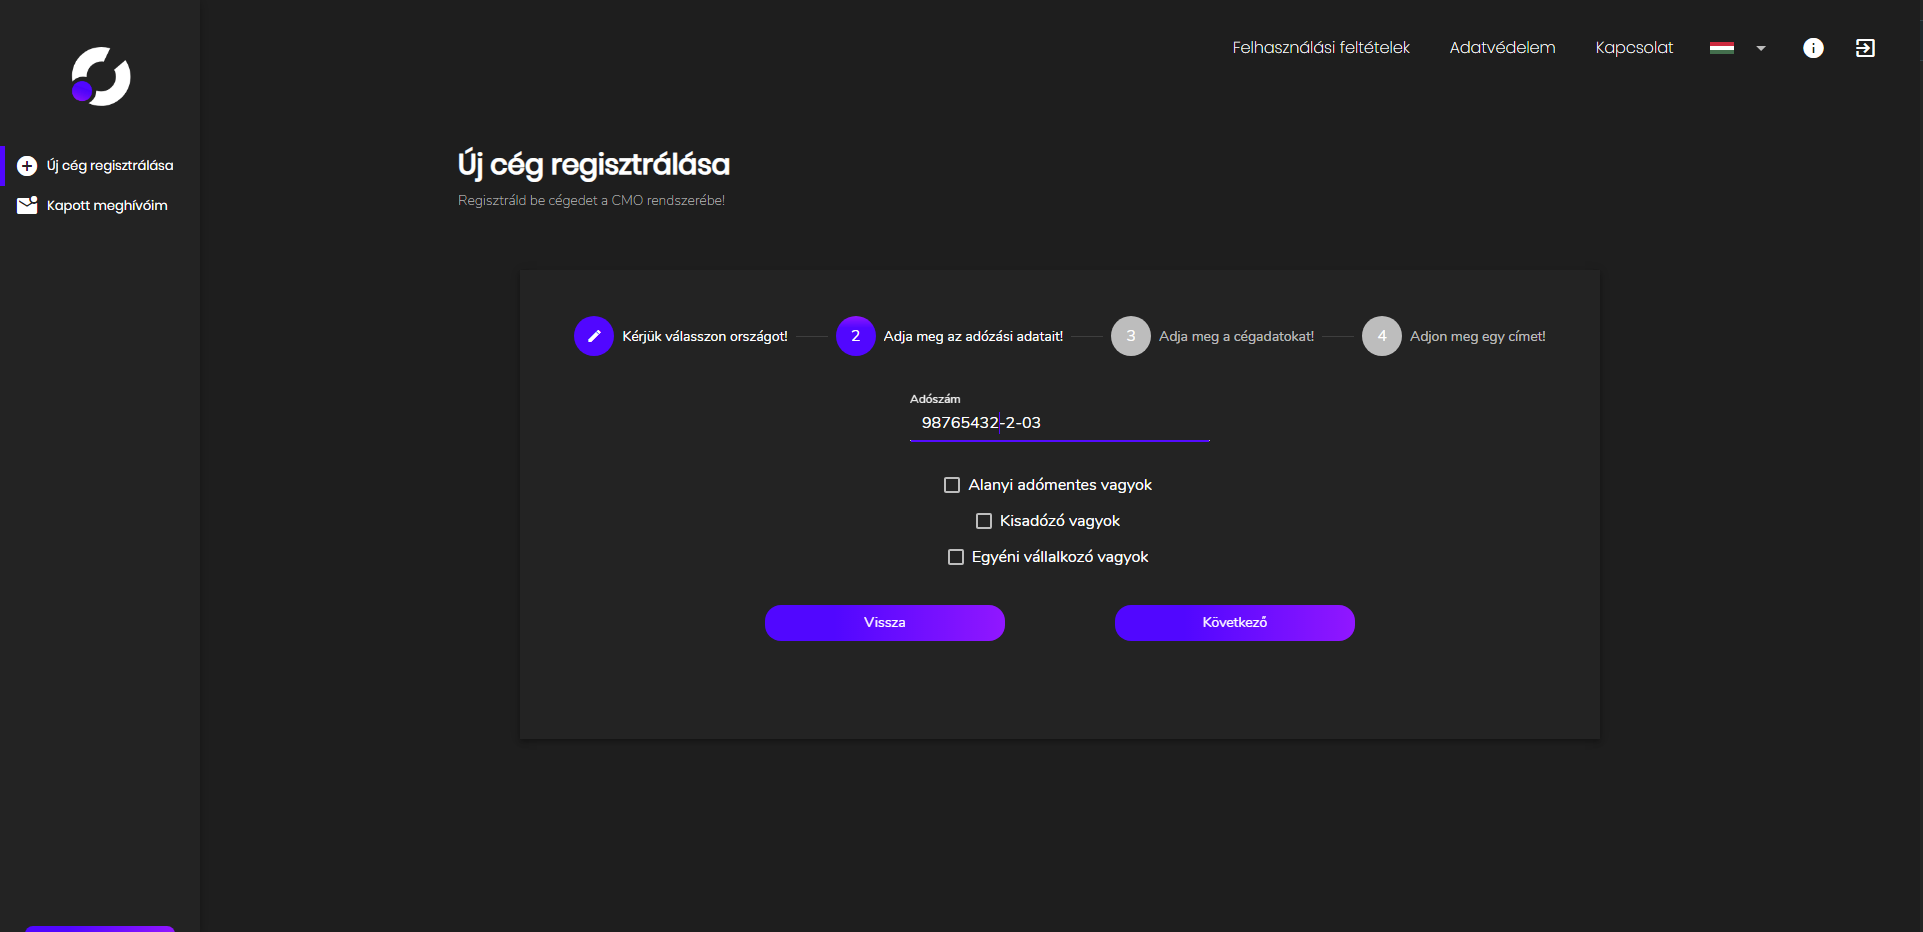 Felhasználási feltételek
Adatvédelem
Kapcsolat
Új cég regisztrálása
Kapott meghívóim
Új cég regisztrálása
Regisztráld be cégedet a CMO rendszerébe!
Kérjük válasszon országot!
2
Adja meg az adózási adatait!
3
Adja meg a cégadatokat!
4
Adjon meg egy címet!
Adószám
98765432-2-03
Alanyi adómentes vagyok
Kisadózó vagyok
Egyéni vállalkozó vagyok
Vissza
Következő